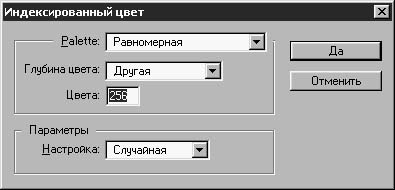 Индексированный цвет
Palette: Равномерная
Да
Глубина цвета: Другая
Отменить
Цвета: 256
Параметры
Настройка: Случайная